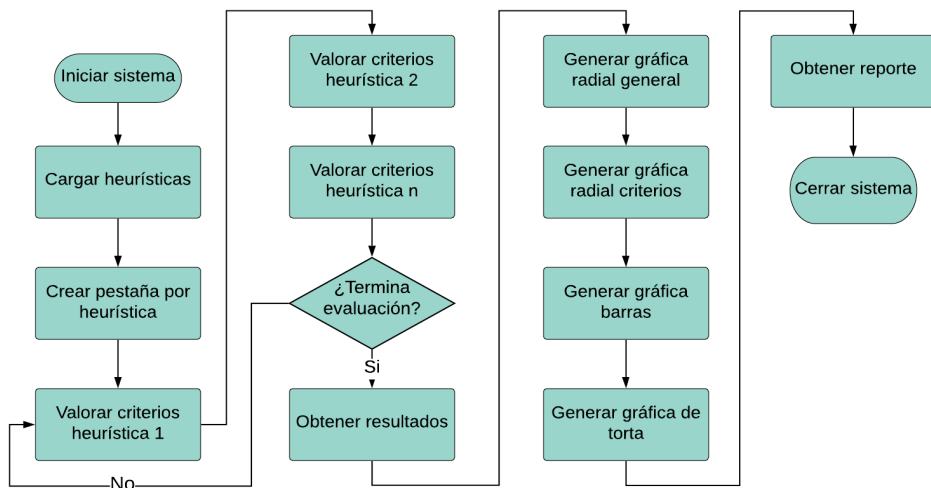 Iniciar sistema
Cargar heurísticas
Crear pestaña por
heurística
Valorar criterios
heurística 1
No
Valorar criterios
heurística 2
Valorar criterios
heurística n
¿Termina
evaluación?
Si
Obtener resultados
Generar gráfica
radial general
Generar gráfica
radial criterios
Generar gráfica
barras
Generar gráfica de
torta
Obtener reporte
Cerrar sistema